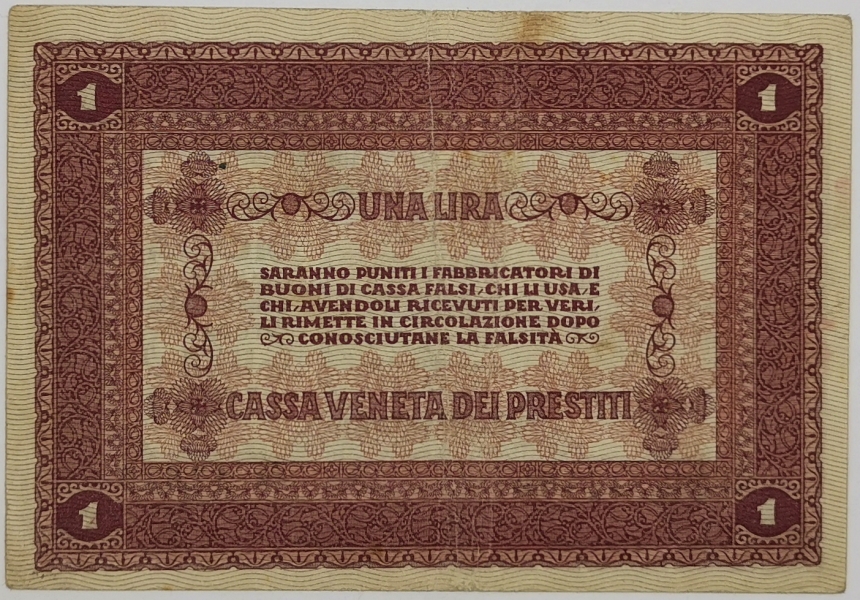 1 1
UNA LIRA
SARANNO PUNITI I FABBRICATORI DI
BUONI DI CASSA FALSI, CHI LI USA, E
CHI, AVENDOLI RICEVUTI PER VERI,
LI RIMETTE IN CIRCOLAZIONE DOPO
CONOSCIUTANE LA FALSITÀ
CASSA VENETA DEI PRESTITI
1 1